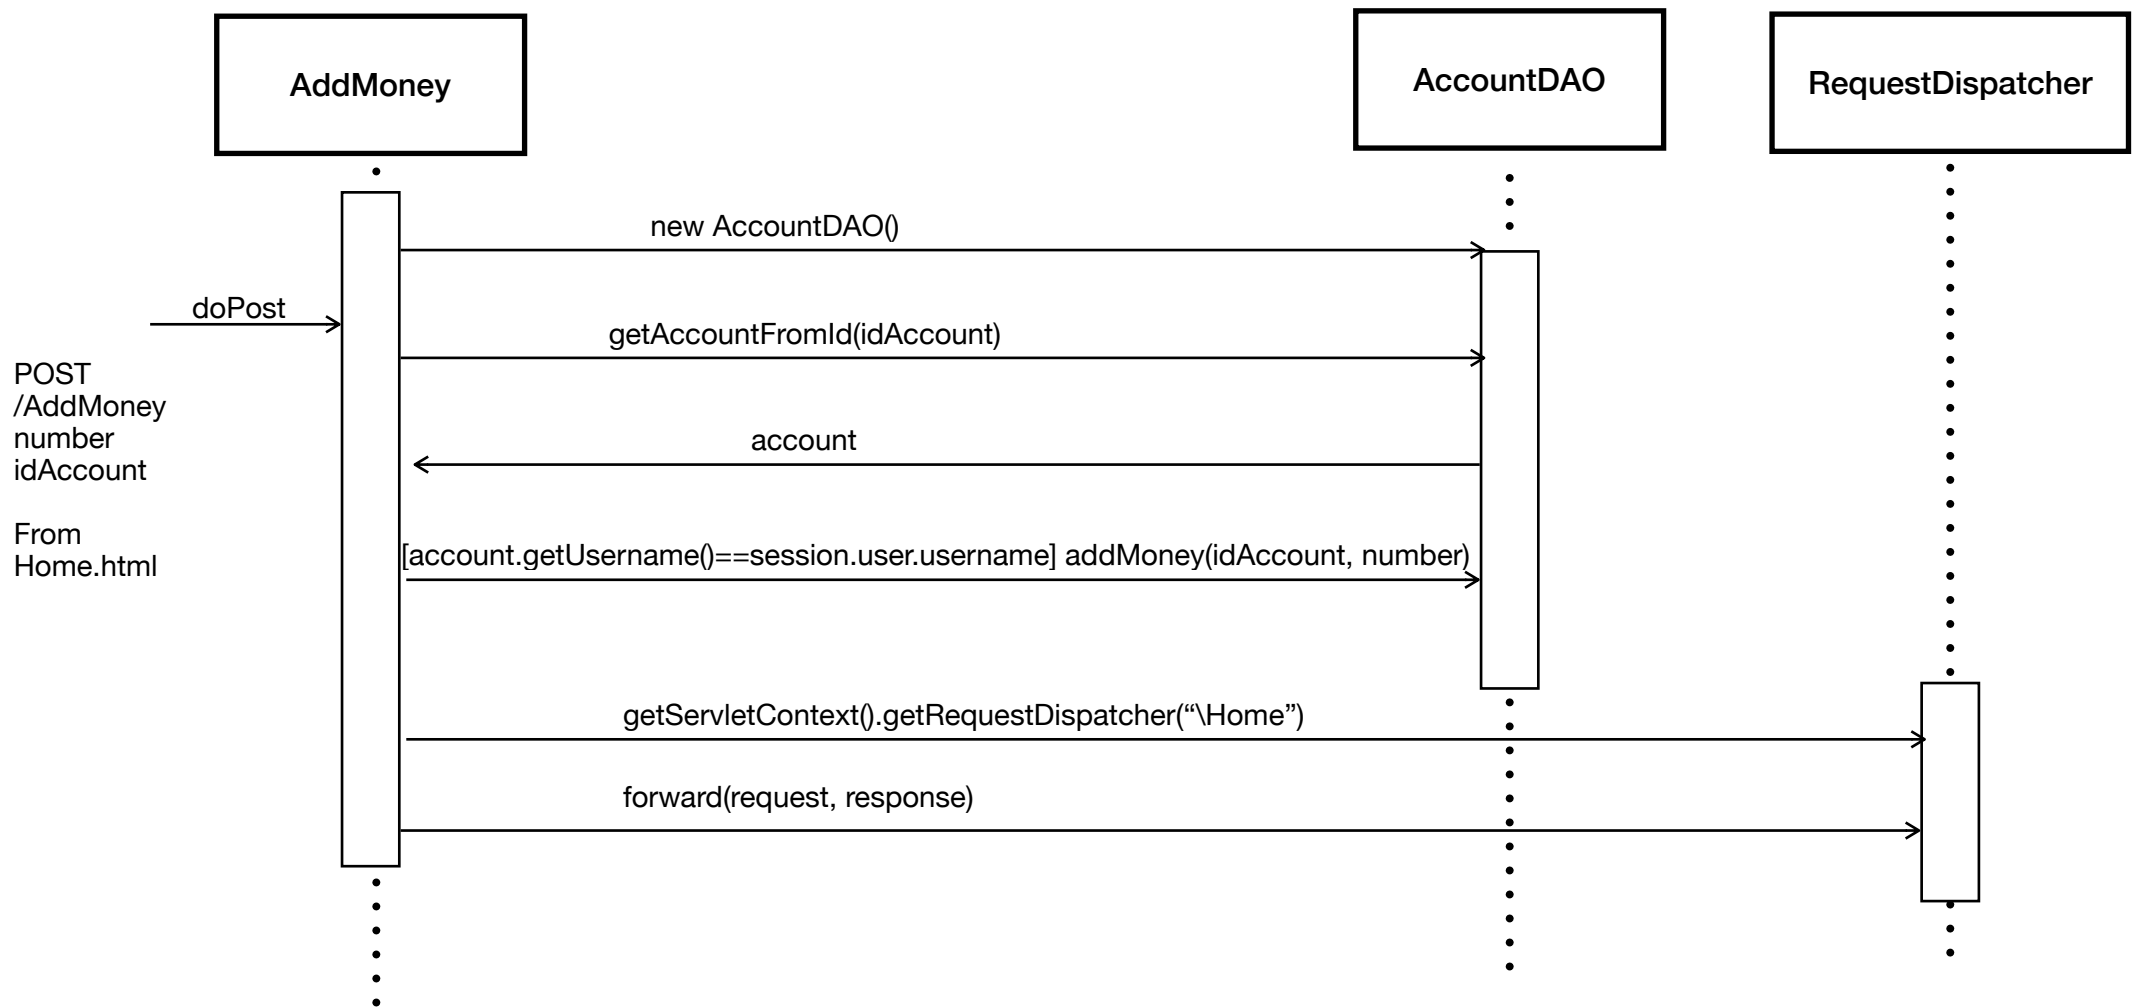 AddMoney
AccountDAO
RequestDispatcher
new AccountDAO()
doPost
getAccountFromId(idAccount)
POST
/AddMoney
number
idAccount
account
From
Home.html
[account.getUsername()==session.user.username] addMoney(idAccount, number)
getServletContext().getRequestDispatcher(“\Home”)
forward(request, response)